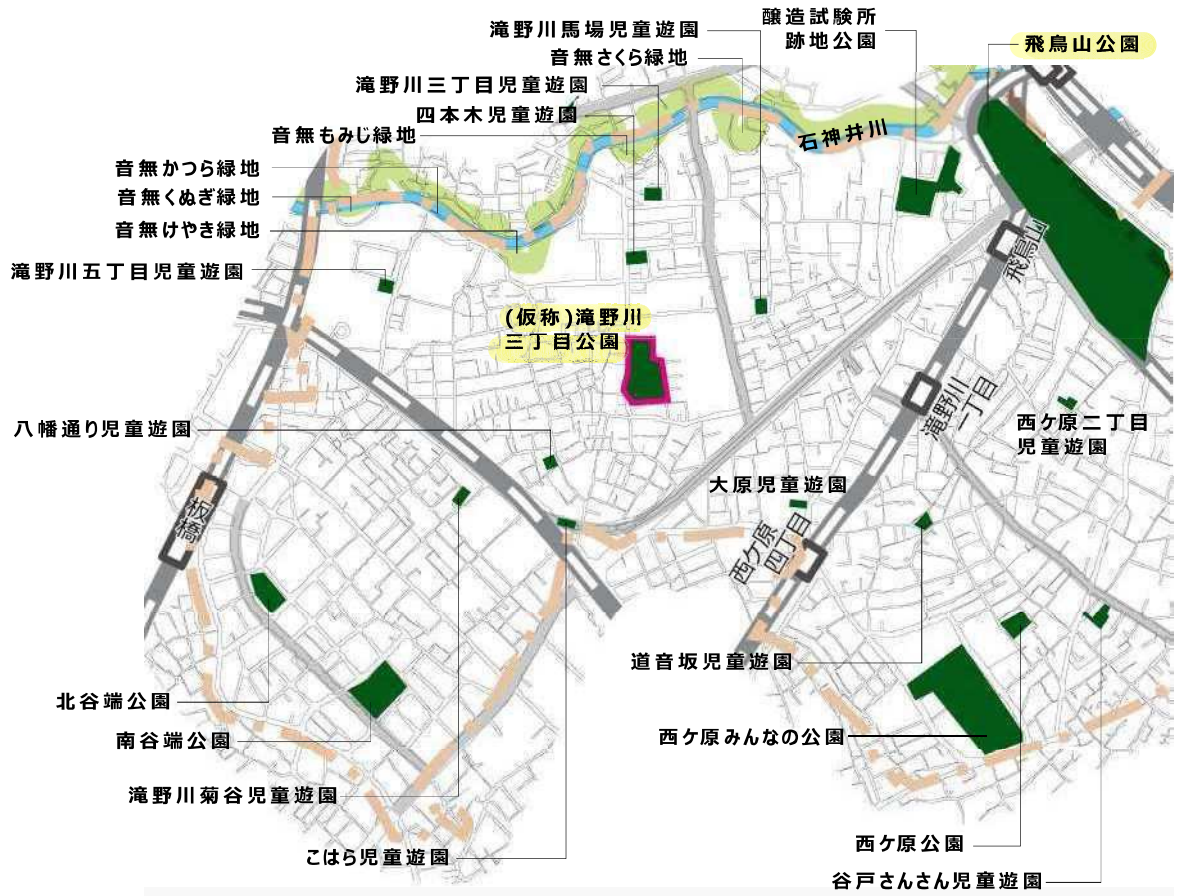 醸造試験所
跡地公園
滝野川馬場児童遊園
飛鳥山公園
音無さくら緑地
滝野川三丁目児童遊園
四本木児童遊園
音無もみじ緑地
石神井川
音無かつら緑地
音無くぬぎ緑地
音無けやき緑地
飛鳥山
滝野川五丁目児童遊園
(仮称)滝野川
三丁目公園
滝野川
一丁目
西ケ原二丁目
児童遊園
八幡通り児童遊園
大原児童遊園
板橋
西ケ原
四丁目
道音坂児童遊園
北谷端公園
南谷端公園
西ケ原みんなの公園
滝野川菊谷児童遊園
西ケ原公園
こはら児童遊園
谷戸さんさん児童遊園